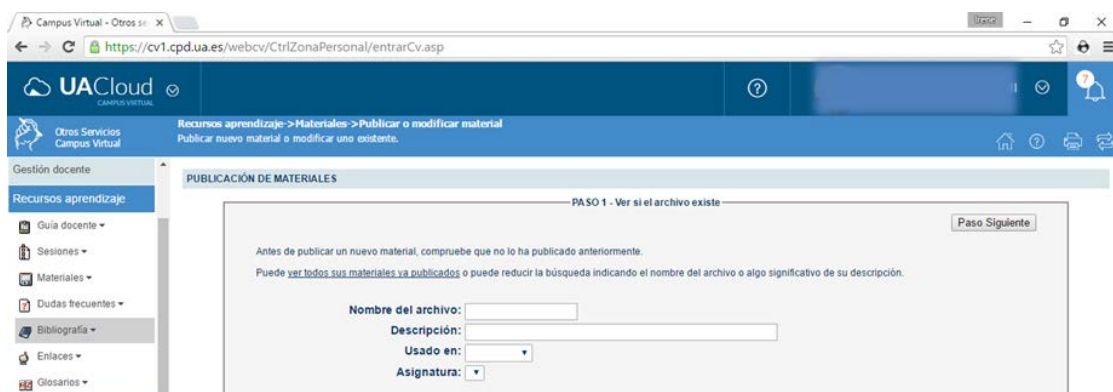 Campus Virtual - Otros se
Irene
https://cv1.cpd.ua.es/webcv/CtrlZonaPersonal/entrarCv.asp
UACloud
CAMPUS VIRTUAL
7
Otros Servicios
Campus Virtual
Recursos aprendizaje->Materiales->Publicar o modificar material
Publicar nuevo material o modificar uno existente.
Gestión docente
Recursos aprendizaje
Guía docente
Sesiones
Materiales
Dudas frecuentes
Bibliografía
Enlaces
Glosarios
PUBLICACIÓN DE MATERIALES
PASO 1 - Ver si el archivo existe
Paso Siguiente
Antes de publicar un nuevo material, compruebe que no lo ha publicado anteriormente.
Puede ver todos sus materiales ya publicados o puede reducir la búsqueda indicando el nombre del archivo o algo significativo de su descripción.
Nombre del archivo:
Descripción:
Usado en:
Asignatura: